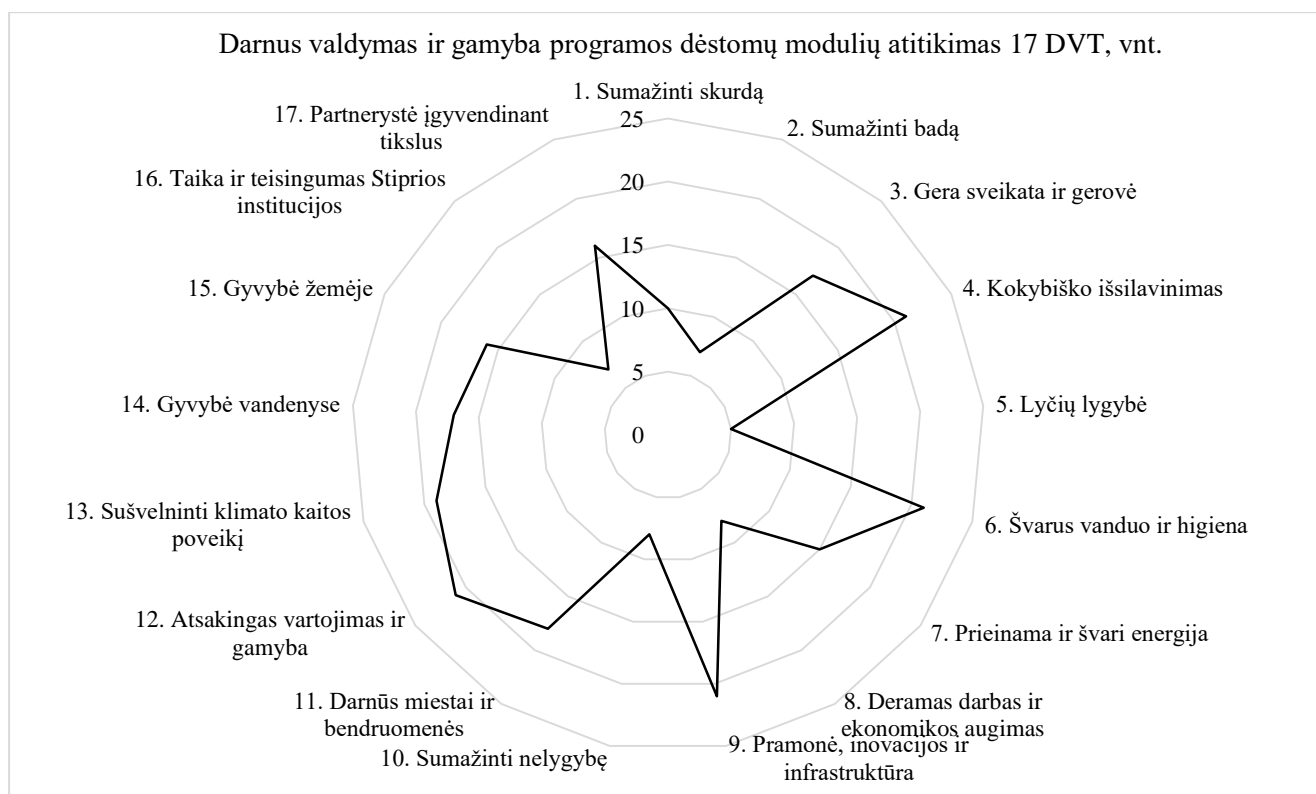 Darnus valdymas ir gamyba programos dėstomų modulių atitikimas 17 DVT, vnt.
1. Sumažinti skurdą
2. Sumažinti badą
3. Gera sveikata ir gerovė
4. Kokybiško išsilavinimas
5. Lyčių lygybė
6. Švarus vanduo ir higiena
7. Prieinama ir švari energija
8. Deramas darbas ir
ekonomikos augimas
9. Pramonė, inovacijos ir
infrastruktūra
10. Sumažinti nelygybę
11. Darnūs miestai ir
bendruomenės
12. Atsakingas vartojimas ir
gamyba
13. Sušvelninti klimato kaitos
poveikį
14. Gyvybė vandenyse
15. Gyvybė žemėje
16. Taika ir teisingumas Stiprios
institucijos
17. Partnerystė įgyvendinant
tikslus
25
20
15
10
5
0